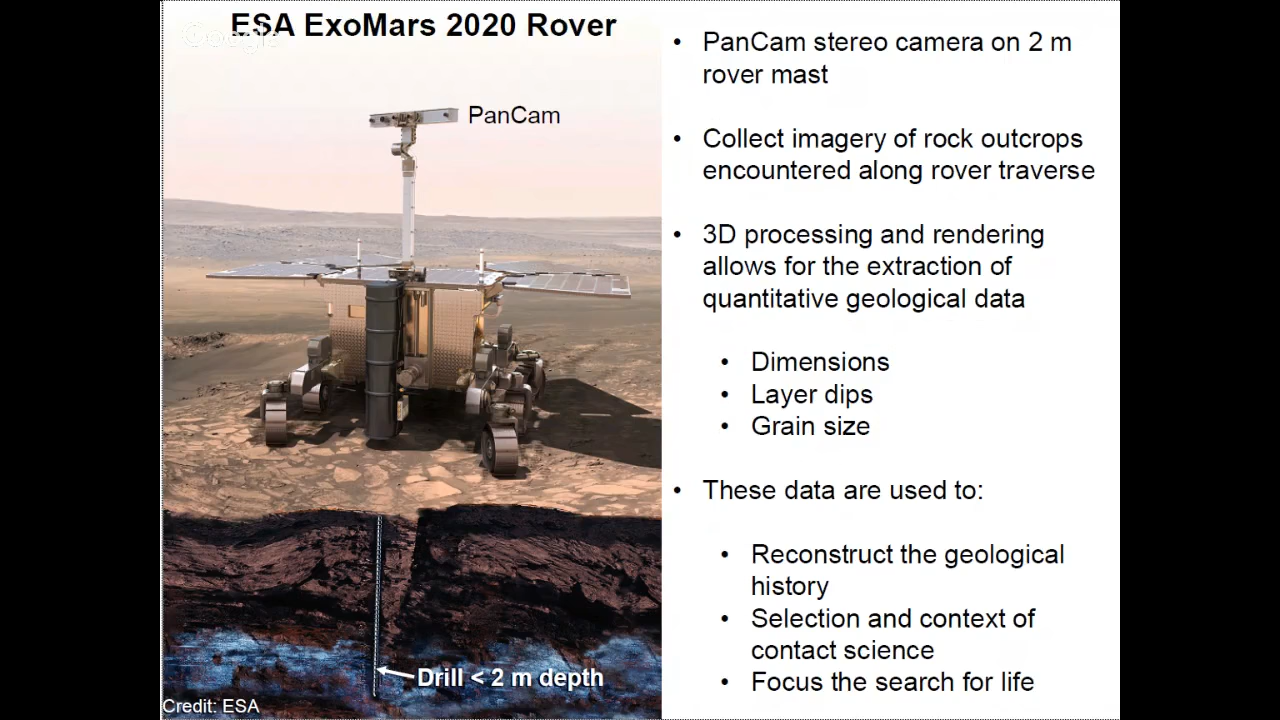 ESA ExoMars 2020 Rover
Google
PanCam
Drill < 2 m depth
Credit: ESA
• PanCam stereo camera on 2 m
rover mast
• Collect imagery of rock outcrops
encountered along rover traverse
• 3D processing and rendering
allows for the extraction of
quantitative geological data
• Dimensions
• Layer dips
• Grain size
• These data are used to:
• Reconstruct the geological
history
• Selection and context of
contact science
• Focus the search for life